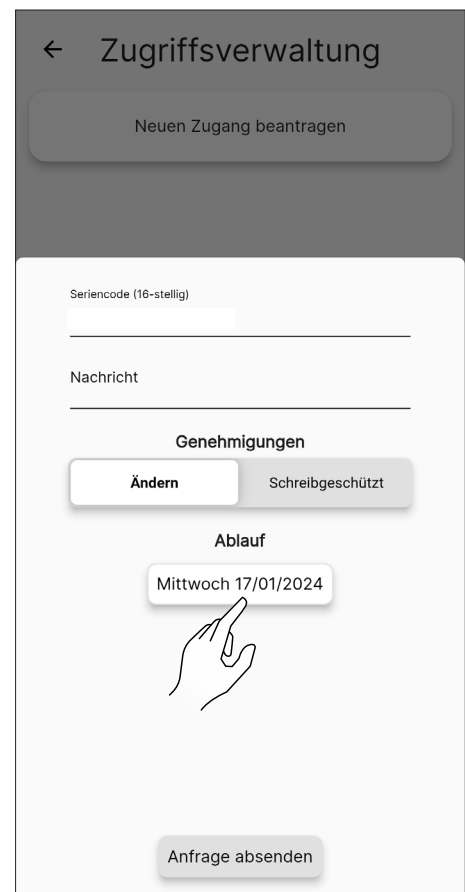 Zugriffsverwaltung
Neuen Zugang beantragen
Seriencode (16-stellig)
Nachricht
Genehmigungen
Ändern Schreibgeschützt
Ablauf
Mittwoch 17/01/2024
Anfrage absenden